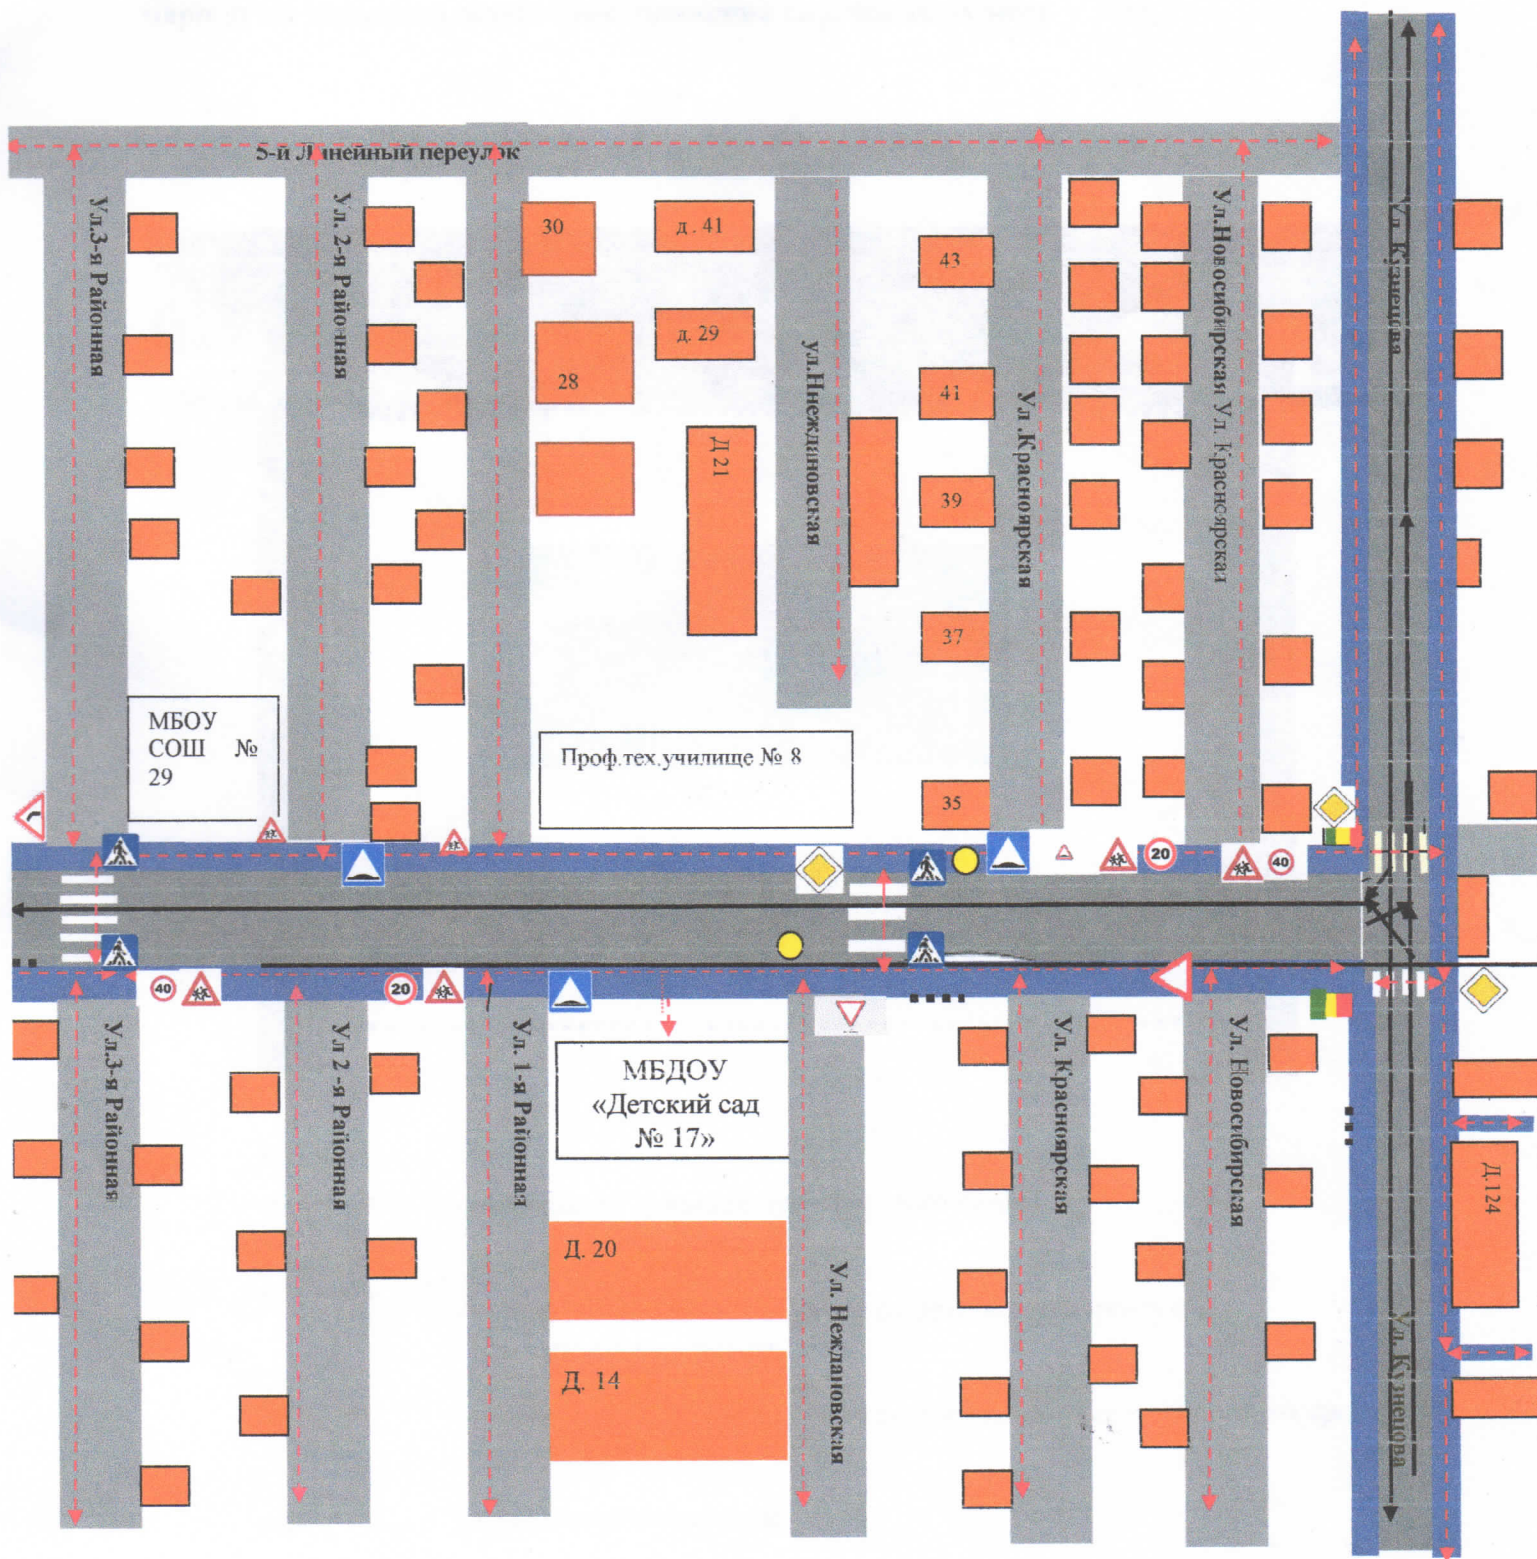 5-й Линейный переулок
Ул.3-я Районная
Ул. 2-я Районная
30
д. 41
43
д. 29
28
41
Д 21
39
37
35
ул.Ннеждановская
Ул .Красноярская
Ул.Новосибирская Ул. Красноярская
Ул. Кузнецова
МБОУ
СОШ №
29
Проф.тех.училище № 8
20
40
40
20
Ул.3-я Районная
Ул 2 -я Районная
Ул. 1-я Районная
МБДОУ
«Детский сад
№ 17»
Д. 20
Д. 14
Ул. Неждановская
Ул. Красноярская
Ул. Новосибирская
Д.124
Ул. Кузнецова